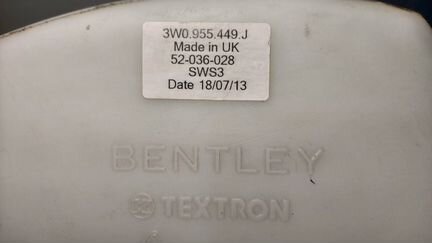 3W0.955.449.J
Made in UK
52-036-028
SWS3
Date 18/07/13
BENTLEY
TEXTRON